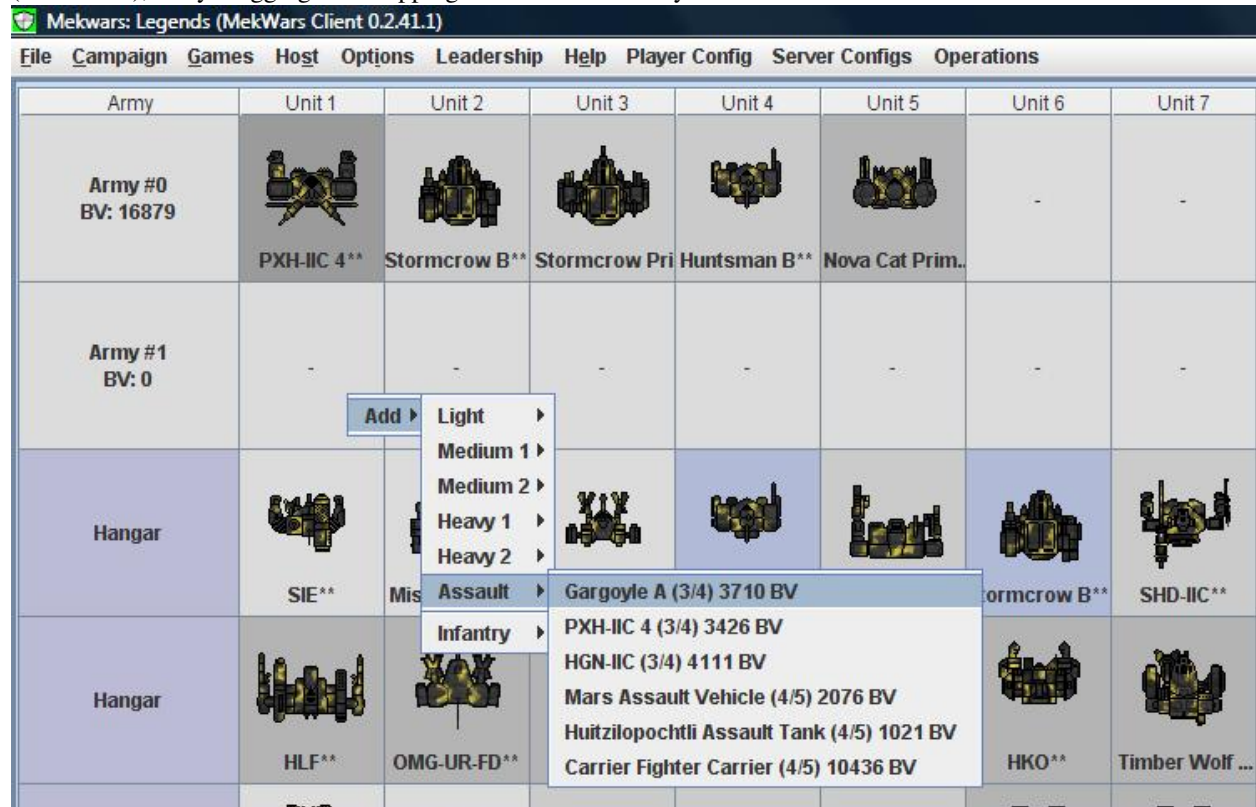 Mekwars: Legends (MekWars Client 0.2.41.1)
File Campaign Games Host Options Leadership Help Player Config Server Configs Operations
Army Unit 1 Unit 2 Unit 3 Unit 4 Unit 5 Unit 6 Unit 7
Army #0
BV: 16879
- -
PXH-IIC 4** Stormcrow B** Stormcrow Pri Huntsman B** Nova Cat Prim..
Army #1
BV: 0
- - - - - - -
Add
Light
Medium 1
Medium 2
Heavy 1
Heavy 2
Assault
Infantry
Hangar
SIE** Mis ormcrow B** SHD-IIC**
Gargoyle A (3/4) 3710 BV
PXH-IIC 4 (3/4) 3426 BV
HGN-IIC (3/4) 4111 BV
Mars Assault Vehicle (4/5) 2076 BV
Huitzilopochtli Assault Tank (4/5) 1021 BV
Carrier Fighter Carrier (4/5) 10436 BV
Hangar
HLF** OMG-UR-FD** HKO** Timber Wolf ...